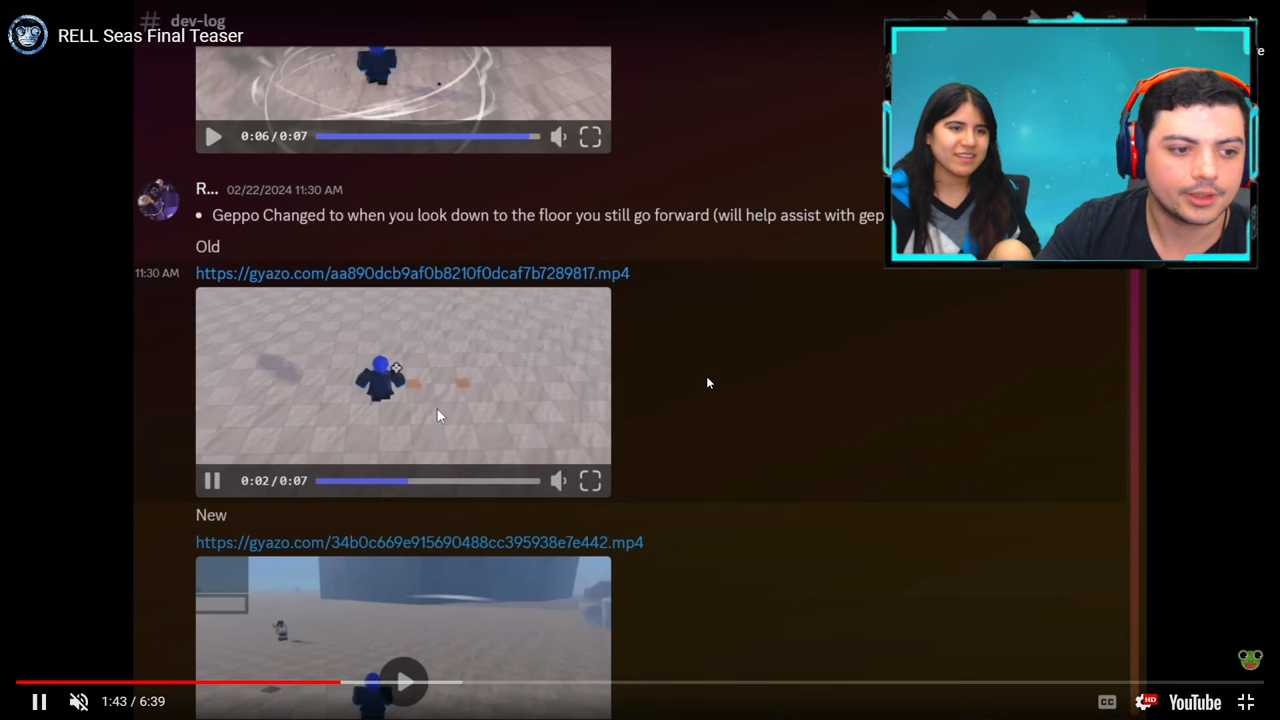 # dev-log
RELL Seas Final Teaser
0:06 / 0:07
R... 02/22/2024 11:30 AM
• Geppo Changed to when you look down to the floor you still go forward (will help assist with gep
Old
11:30 AM https://gyazo.com/aa890dcb9af0b8210f0dcaf7b7289817.mp4
0:02 / 0:07
New
https://gyazo.com/34b0c669e915690488cc395938e7e442.mp4
1:43 / 6:39
CC
HD
YouTube